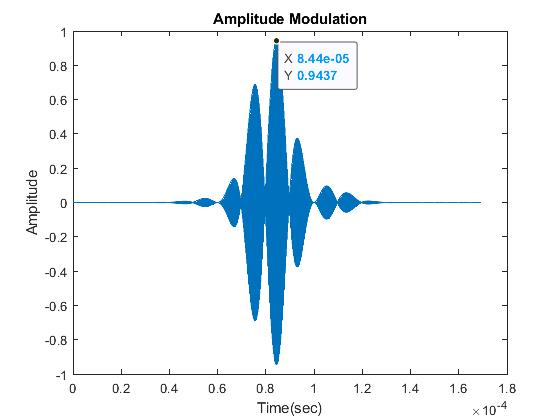 Amplitude Modulation
X 8.44e-05
Y 0.9437
1
0.8
0.6
0.4
0.2
0
-0.2
-0.4
-0.6
-0.8
-1
Amplitude
0 0.2 0.4 0.6 0.8 1 1.2 1.4 1.6 1.8
Time(sec)
×10⁻⁴